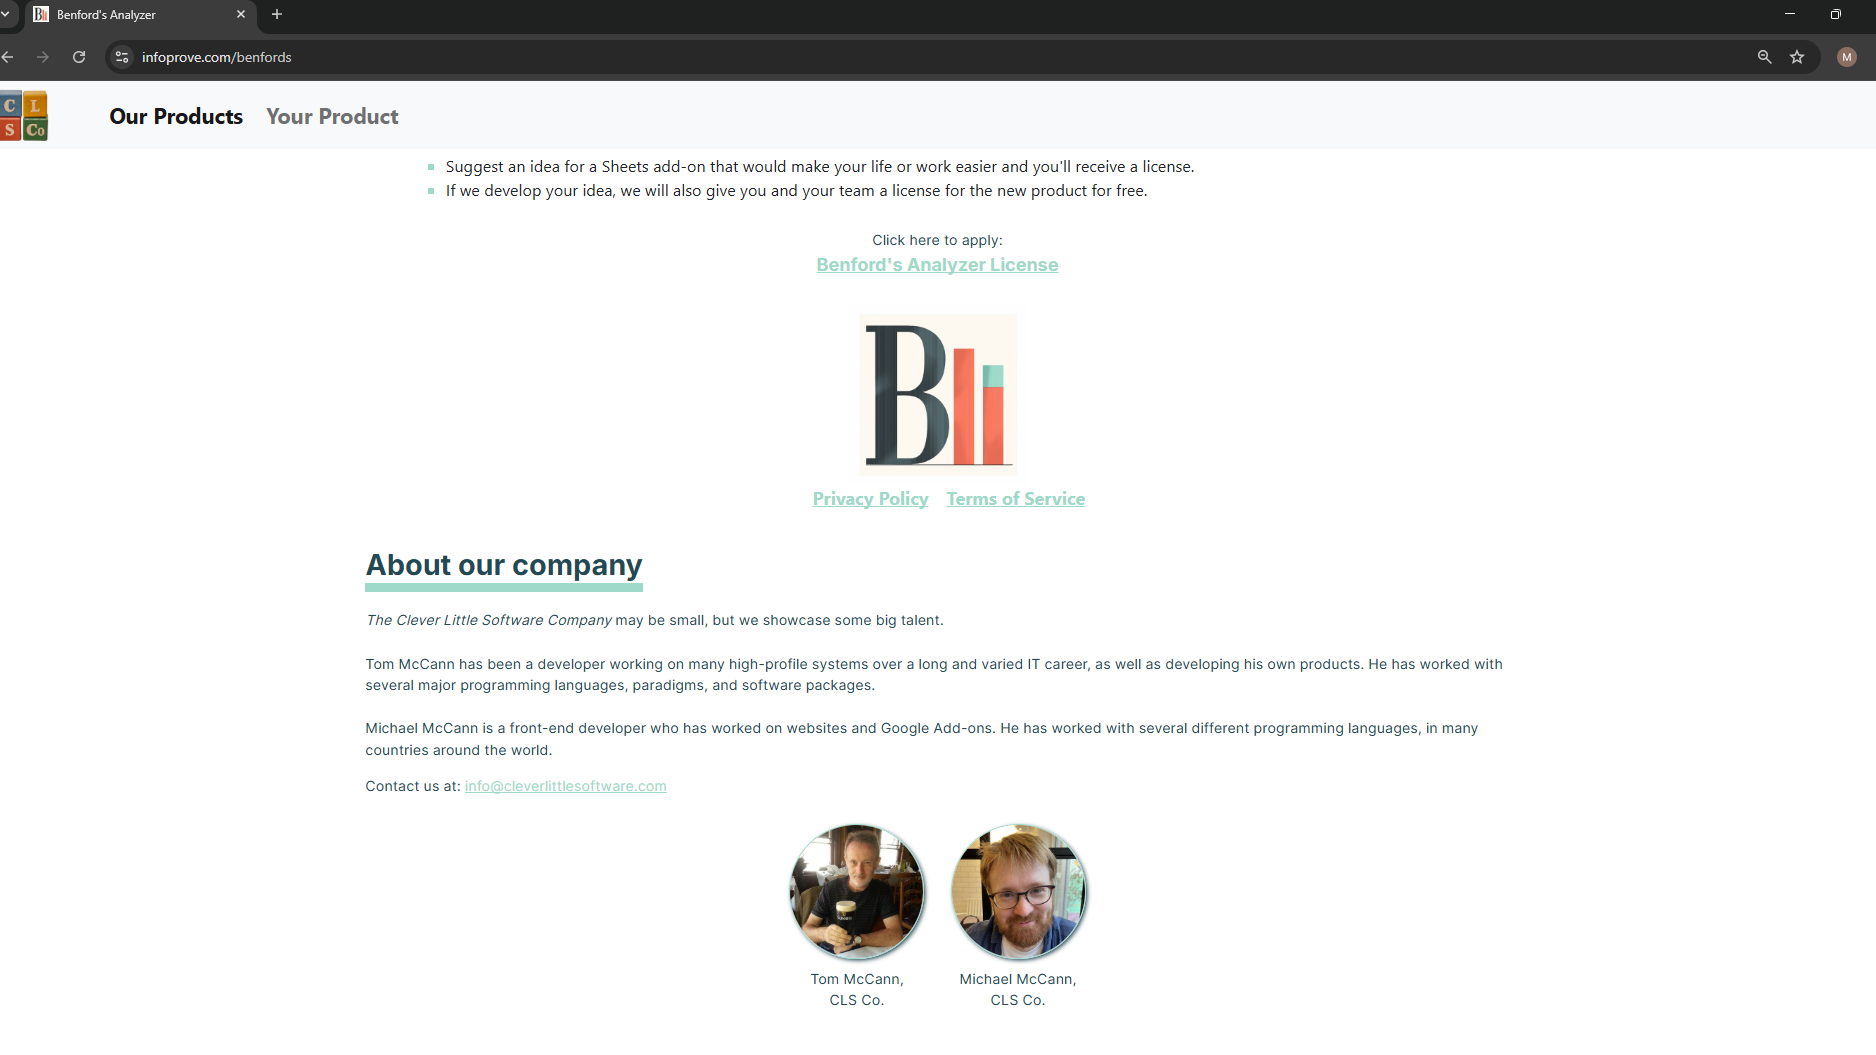 Benford's Analyzer
infoprove.com/benfords
M
C L
S Co
Our Products Your Product
Suggest an idea for a Sheets add-on that would make your life or work easier and you'll receive a license.
If we develop your idea, we will also give you and your team a license for the new product for free.
Click here to apply:
Benford's Analyzer License
B
Privacy Policy Terms of Service
About our company
The Clever Little Software Company may be small, but we showcase some big talent.
Tom McCann has been a developer working on many high-profile systems over a long and varied IT career, as well as developing his own products. He has worked with
several major programming languages, paradigms, and software packages.
Michael McCann is a front-end developer who has worked on websites and Google Add-ons. He has worked with several different programming languages, in many
countries around the world.
Contact us at: info@cleverlittlesoftware.com
Tom McCann, Michael McCann,
CLS Co. CLS Co.